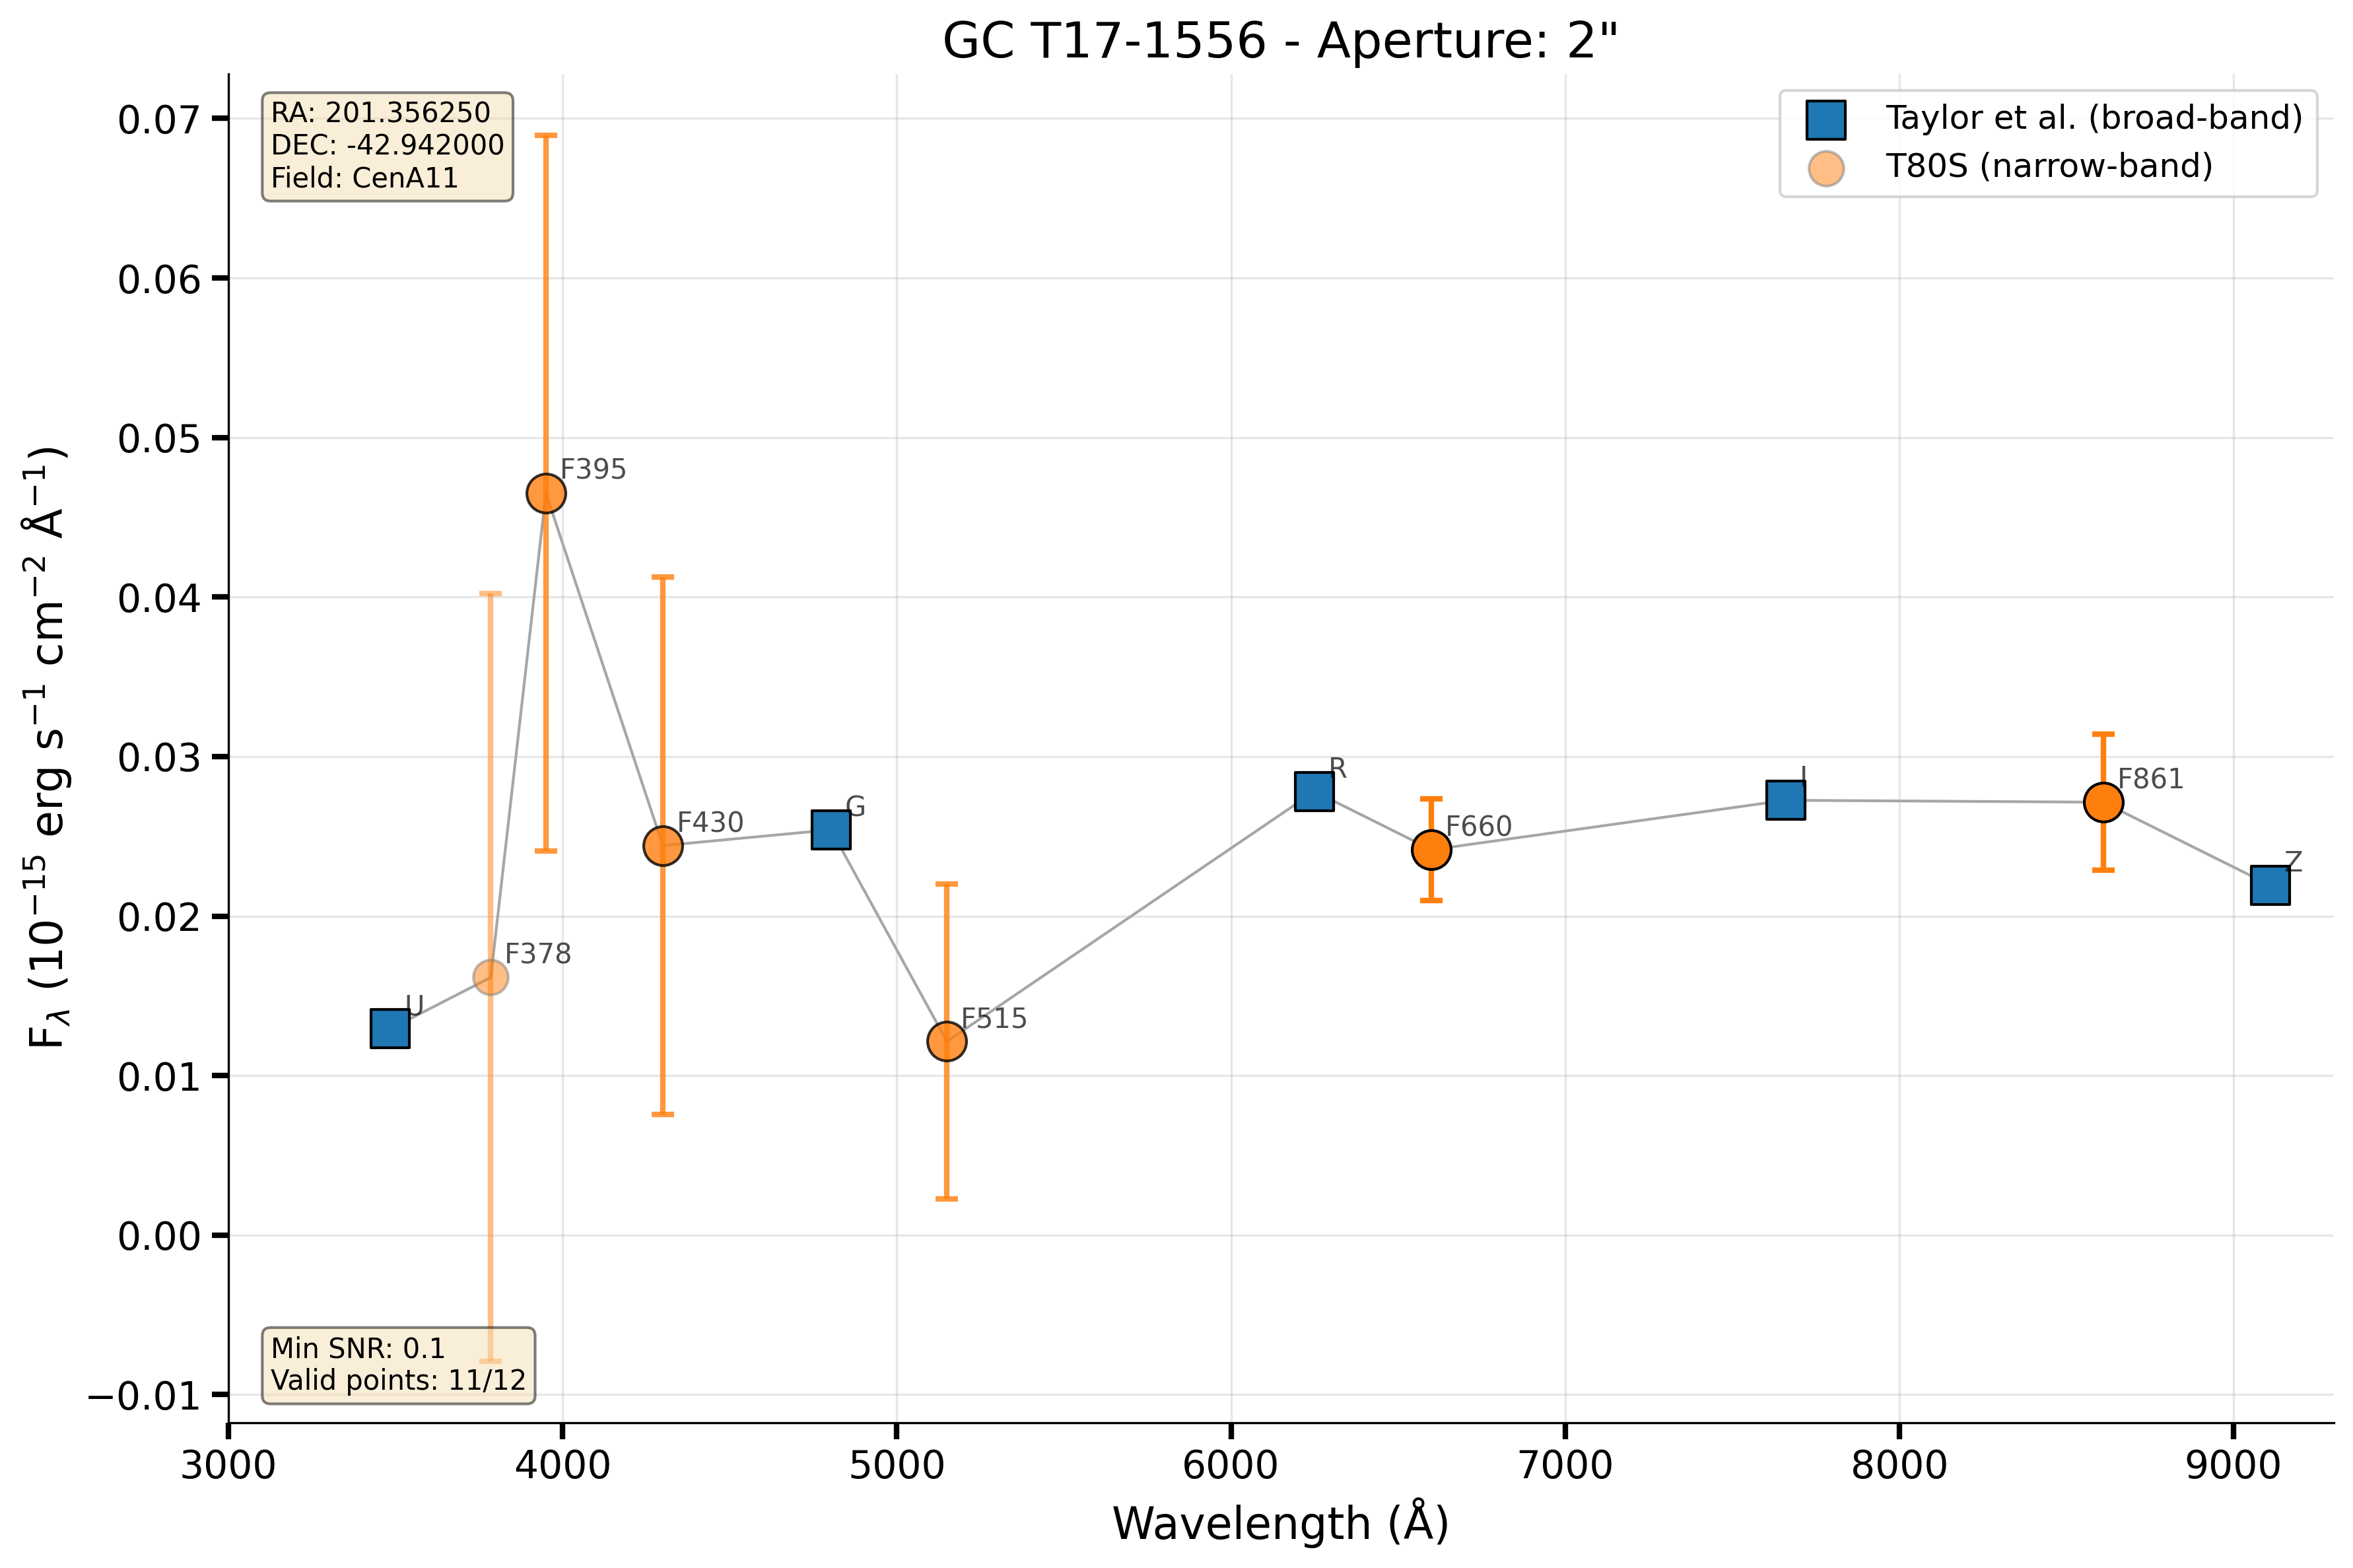 GC T17-1556 - Aperture: 2"
RA: 201.356250
DEC: -42.942000
Field: CenA11
Taylor et al. (broad-band)
T80S (narrow-band)
F$_{λ}$ (10$^{−15}$ erg s$^{−1}$ cm$^{−2}$ Å$^{−1}$)
0.07
0.06
0.05
0.04
0.03
0.02
0.01
0.00
−0.01
U
F378
F395
F430
G
F515
R
F660
I
F861
Z
Min SNR: 0.1
Valid points: 11/12
3000 4000 5000 6000 7000 8000 9000
Wavelength (Å)